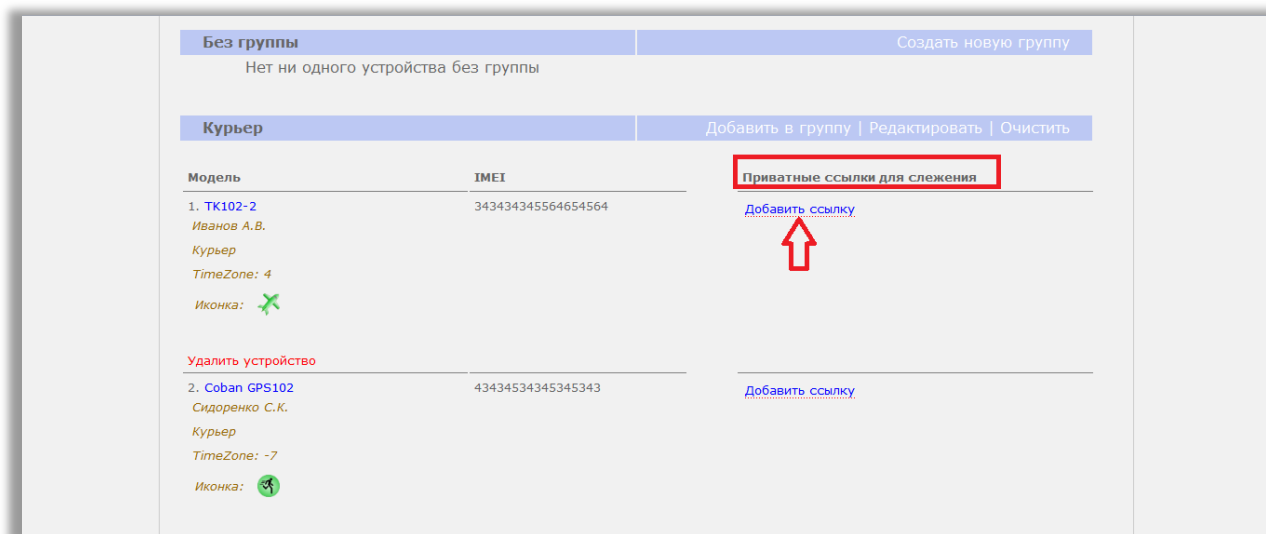 Без группы Создать новую группу
Нет ни одного устройства без группы
Курьер Добавить в группу | Редактировать | Очистить
Модель IMEI Приватные ссылки для слежения
1. TK102-2 343434345564654564 Добавить ссылку
Иванов А.В.
Курьер
TimeZone: 4
Иконка:
Удалить устройство
2. Coban GPS102 43434534345345343 Добавить ссылку
Сидоренко С.К.
Курьер
TimeZone: -7
Иконка: